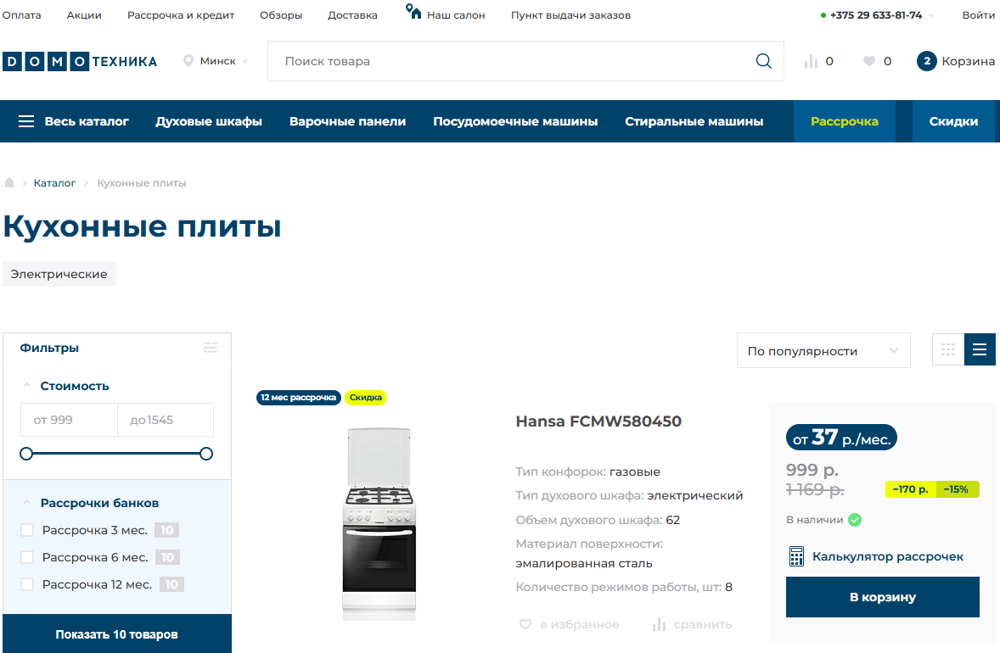 Оплата Акции Рассрочка и кредит Обзоры Доставка Наш салон Пункт выдачи заказов +375 29 633-81-74 Войти
DOMO ТЕХНИКА Минск Поиск товара 0 0 2 Корзина
Весь каталог Духовые шкафы Варочные панели Посудомоечные машины Стиральные машины Рассрочка Скидки
Каталог Кухонные плиты
Кухонные плиты
Электрические
Фильтры
Стоимость
от 999 до 1545
Рассрочки банков
Рассрочка 3 мес. 10
Рассрочка 6 мес. 10
Рассрочка 12 мес. 10
Показать 10 товаров
По популярности
12 мес рассрочка Скидка
Hansa FCMW580450
Тип конфорок: газовые
Тип духового шкафа: электрический
Объем духового шкафа: 62
Материал поверхности:
эмалированная сталь
Количество режимов работы, шт: 8
в избранное сравнить
от 37 р./мес.
999 р.
1 169 р. −170 р. −15%
В наличии
Калькулятор рассрочек
В корзину